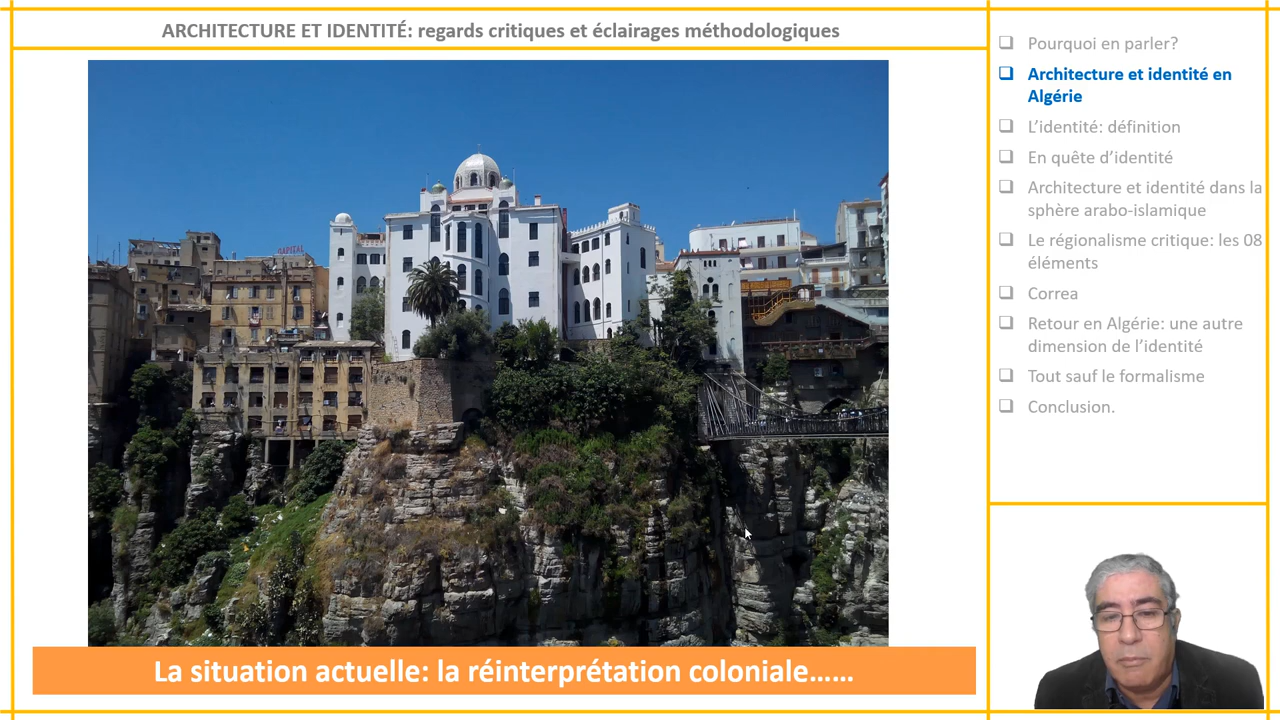 ARCHITECTURE ET IDENTITÉ: regards critiques et éclairages méthodologiques
CAPITAL
La situation actuelle: la réinterprétation coloniale……
Pourquoi en parler?
Architecture et identité en
Algérie
L’identité: définition
En quête d’identité
Architecture et identité dans la
sphère arabo-islamique
Le régionalisme critique: les 08
éléments
Correa
Retour en Algérie: une autre
dimension de l’identité
Tout sauf le formalisme
Conclusion.